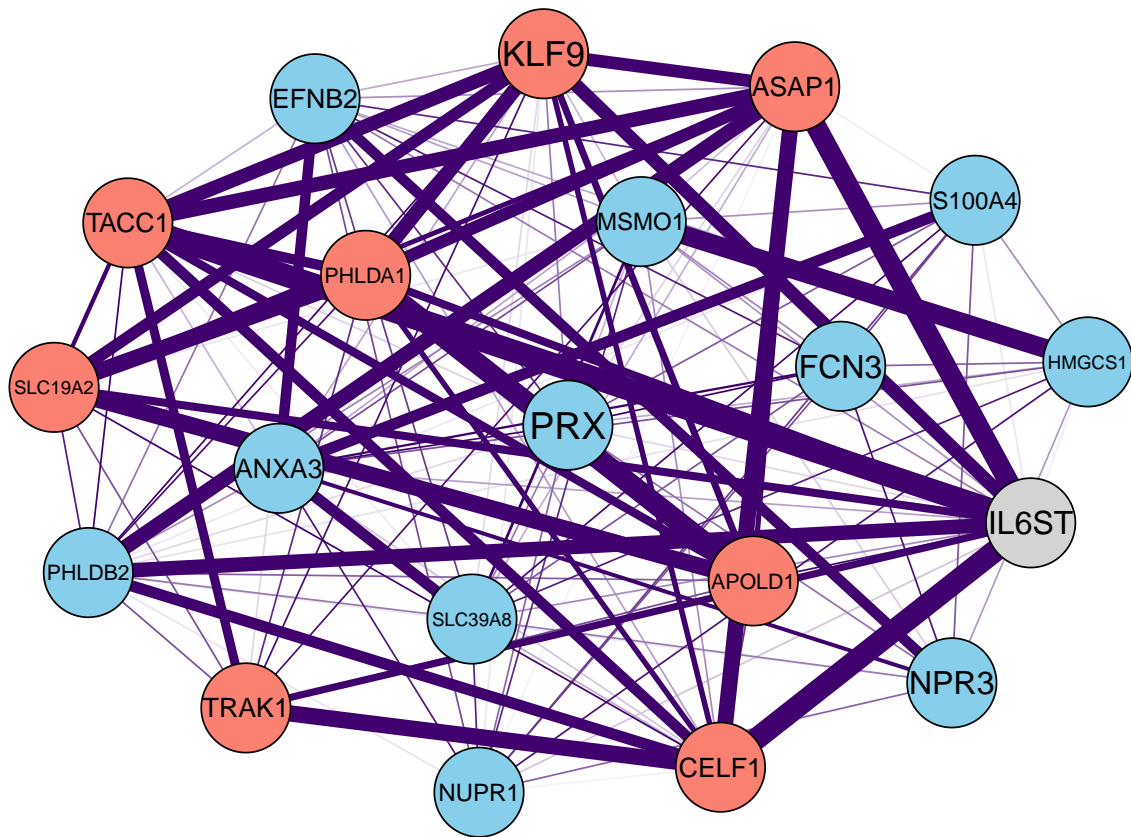 KLF9
EFNB2
ASAP1
S100A4
TACC1
MSMO1
PHLDA1
HMGCS1
FCN3
SLC19A2
PRX
ANXA3
IL6ST
PHLDB2
APOLD1
SLC39A8
NPR3
TRAK1
CELF1
NUPR1